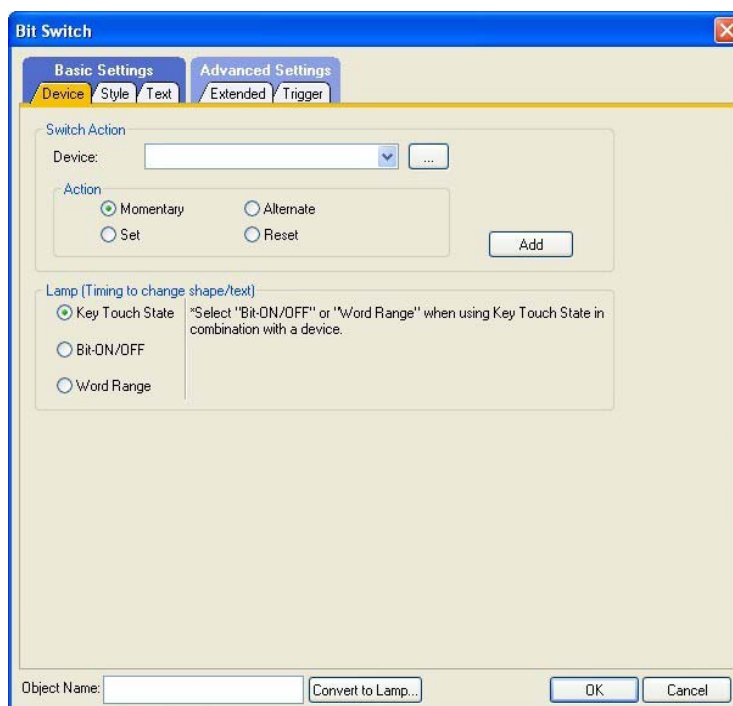 Bit Switch
Basic Settings
Advanced Settings
Device Style Text
Extended Trigger
Switch Action
Device:
...
Action
Momentary Alternate
Set Reset
Add
Lamp (Timing to change shape/text)
Key Touch State
*Select "Bit-ON/OFF" or "Word Range" when using Key Touch State in
combination with a device.
Bit-ON/OFF
Word Range
Object Name: Convert to Lamp... OK Cancel